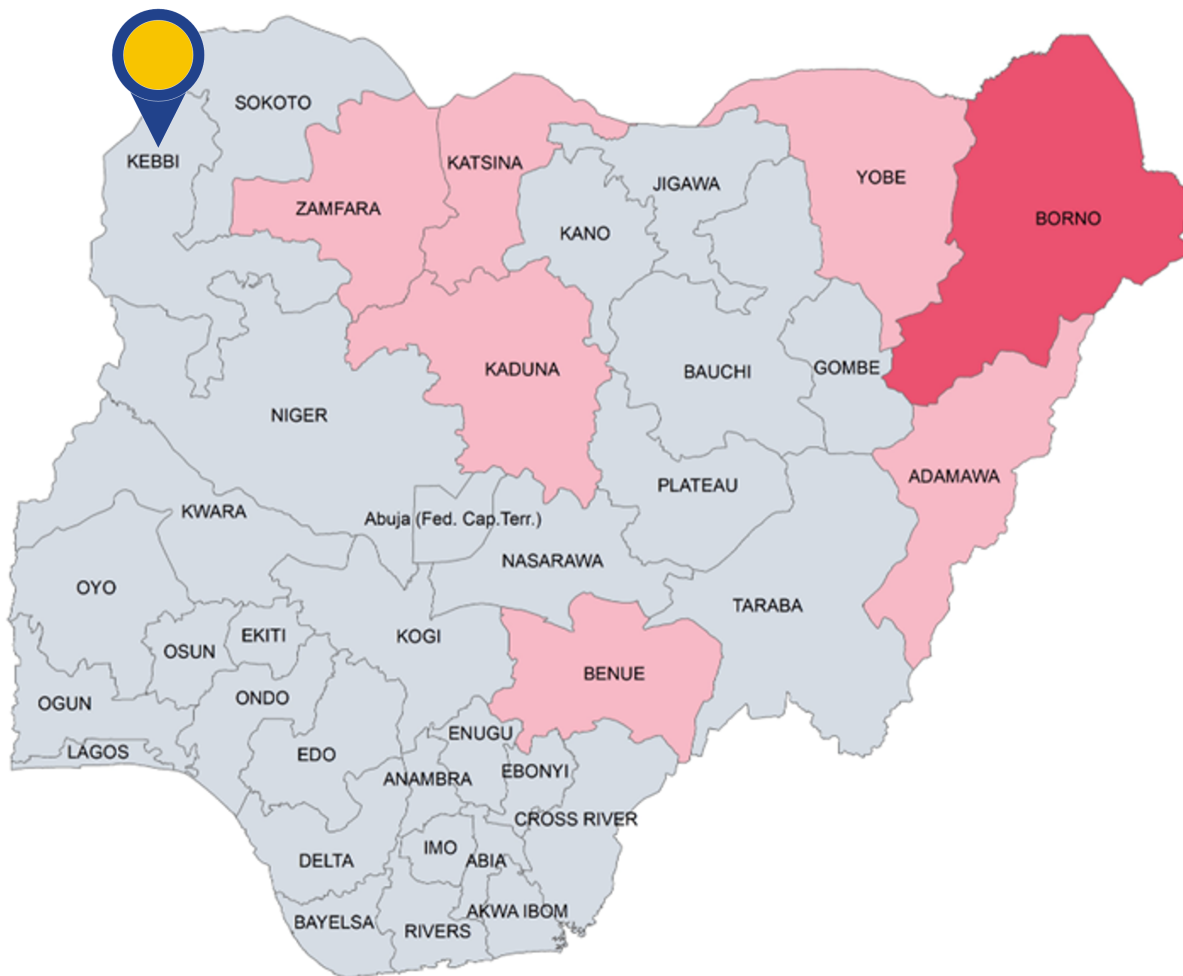 SOKOTO
KEBBI
KATSINA
ZAMFARA
JIGAWA
YOBE
KANO
BORNO
KADUNA
BAUCHI
GOMBE
NIGER
ADAMAWA
PLATEAU
KWARA
Abuja (Fed. Cap.Terr.)
NASARAWA
OYO
TARABA
EKITI
KOGI
OSUN
BENUE
ONDO
OGUN
ENUGU
LAGOS
EDO
EBONYI
ANAMBRA
CROSS RIVER
IMO
ABIA
DELTA
AKWA IBOM
BAYELSA
RIVERS